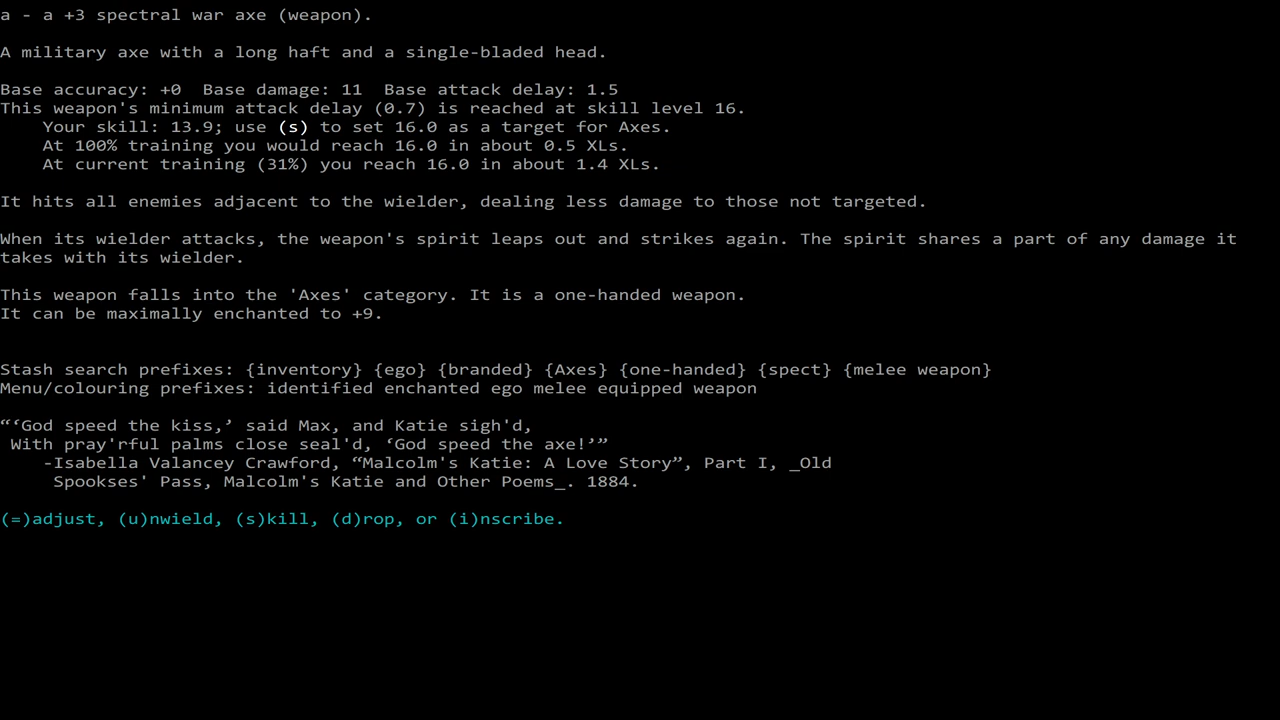 a - a +3 spectral war axe (weapon).
A military axe with a long haft and a single-bladed head.
Base accuracy: +0  Base damage: 11  Base attack delay: 1.5
This weapon's minimum attack delay (0.7) is reached at skill level 16.
Your skill: 13.9; use (s) to set 16.0 as a target for Axes.
At 100% training you would reach 16.0 in about 0.5 XLs.
At current training (31%) you reach 16.0 in about 1.4 XLs.
It hits all enemies adjacent to the wielder, dealing less damage to those not targeted.
When its wielder attacks, the weapon's spirit leaps out and strikes again. The spirit shares a part of any damage it
takes with its wielder.
This weapon falls into the 'Axes' category. It is a one-handed weapon.
It can be maximally enchanted to +9.
Stash search prefixes: {inventory} {ego} {branded} {Axes} {one-handed} {spect} {melee weapon}
Menu/colouring prefixes: identified enchanted ego melee equipped weapon
“‘God speed the kiss,’ said Max, and Katie sigh'd,
With pray'rful palms close seal'd, ‘God speed the axe!’”
-Isabella Valancey Crawford, “Malcolm's Katie: A Love Story”, Part I, _Old
Spookses' Pass, Malcolm's Katie and Other Poems_. 1884.
(=)adjust, (u)nwield, (s)kill, (d)rop, or (i)nscribe.